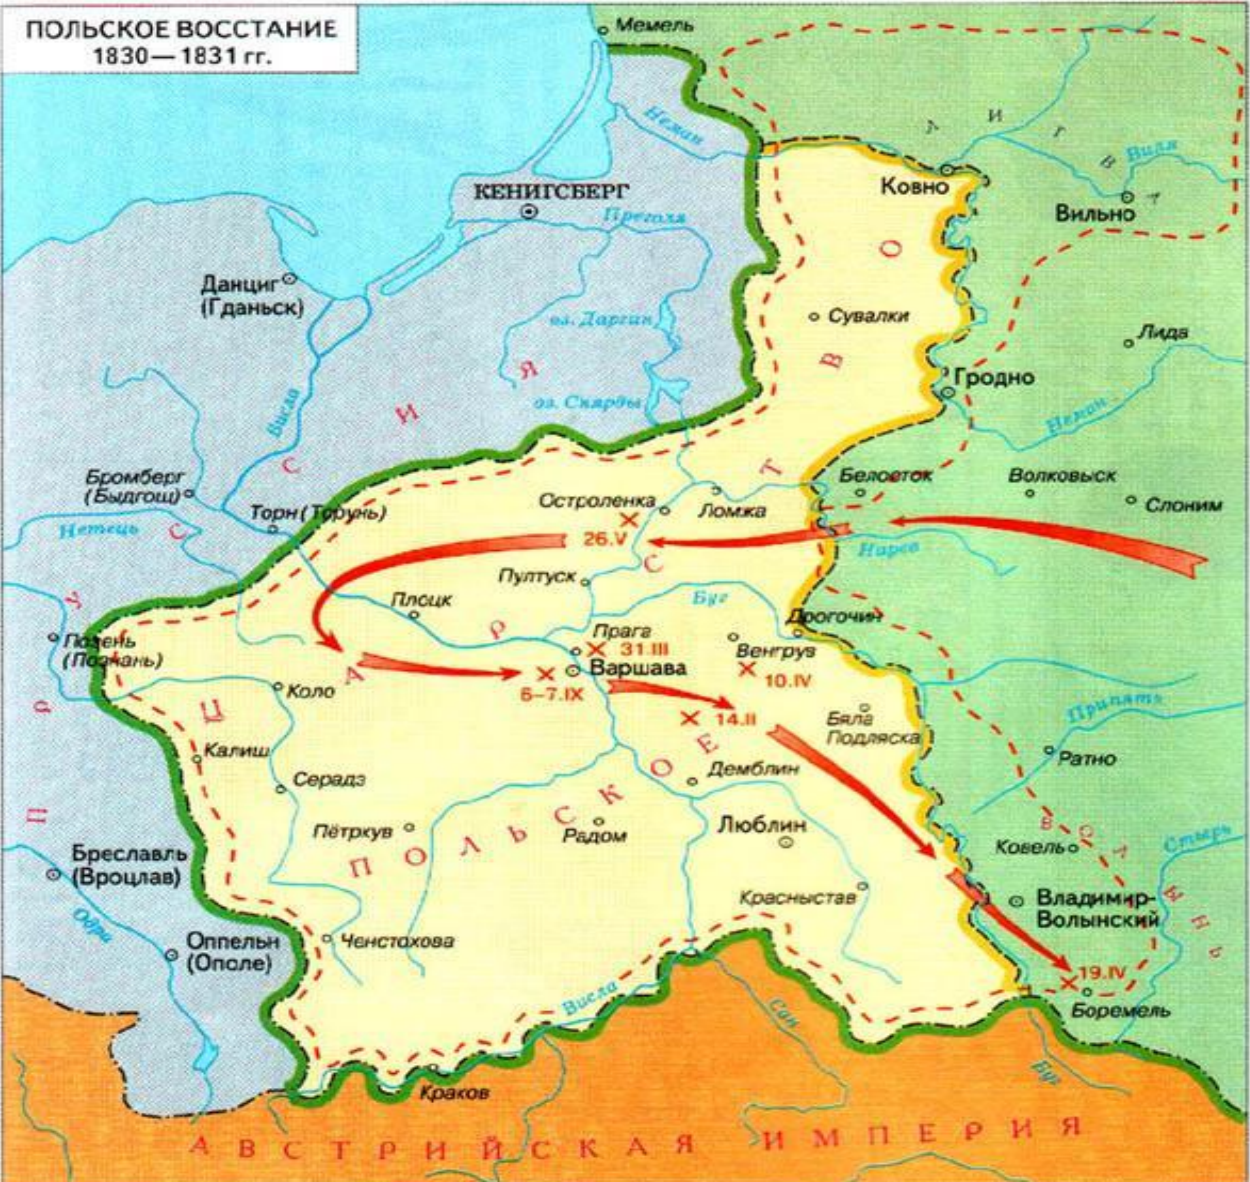 ПОЛЬСКОЕ ВОССТАНИЕ
1830—1831 гг.
Мемель
Неман
ЛИТВА
Виля
Ковно
Вильно
КЕНИГСБЕРГ
Преголя
Данциг
(Гданьск)
оз. Даргин
Сувалки
Лида
Гродно
Неман
Висла
оз. Снярды
Бромберг
(Быдгощ)
Нетець
Торн (Торунь)
Остроленка
26.V
Ломжа
Белосток
Волковыск
Слоним
Нарев
Пултуск
Плоцк
Буг
Дрогочин
Позень
(Познань)
Прага
31.III
Варшава
6–7.IX
Венгрув
10.IV
14.II
Бяла
Подляска
Припять
Ратно
Коло
Калиш
Серадз
Демблин
Пётркув
Радом
Люблин
Красныстав
Ковель
Стырь
ВОЛЫНЬ
Владимир-
Волынский
19.IV
Боремель
Бреславль
(Вроцлав)
Одра
Оппельн
(Ополе)
Ченстохова
Висла
Сан
Буг
Краков
ПРУССИЯ
ЦАРСТВО
ПОЛЬСКОЕ
АВСТРИЙСКАЯ ИМПЕРИЯ